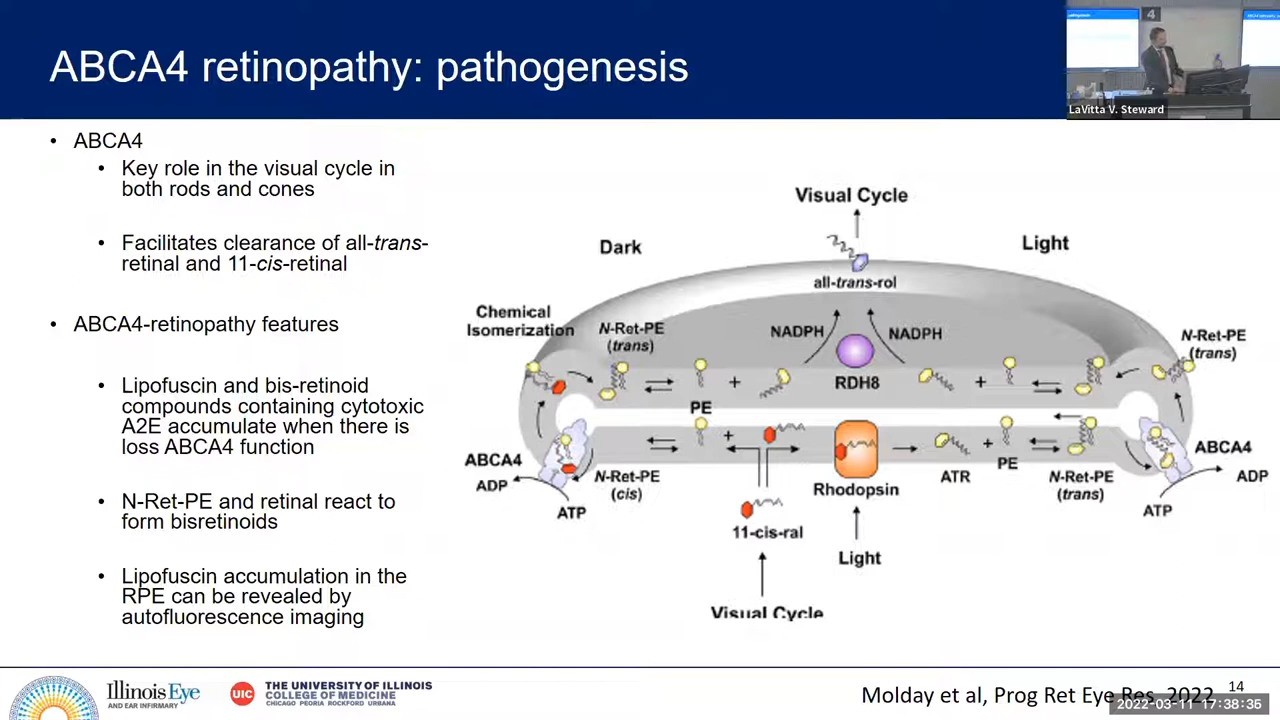 ABCA4 retinopathy: pathogenesis
4
LaVitta V. Steward
• ABCA4
• Key role in the visual cycle in
both rods and cones
• Facilitates clearance of all-trans-
retinal and 11-cis-retinal
• ABCA4-retinopathy features
• Lipofuscin and bis-retinoid
compounds containing cytotoxic
A2E accumulate when there is
loss ABCA4 function
• N-Ret-PE and retinal react to
form bisretinoids
• Lipofuscin accumulation in the
RPE can be revealed by
autofluorescence imaging
Visual Cycle
Dark
Light
all-trans-rol
Chemical
Isomerization
N-Ret-PE
(trans)
NADPH
NADPH
N-Ret-PE
(trans)
+
RDH8
+
PE
+
+
ABCA4
ADP
ATP
N-Ret-PE
(cis)
Rhodopsin
ATR
PE
N-Ret-PE
(trans)
ABCA4
ADP
ATP
11-cis-ral
Light
Visual Cycle
Illinois Eye
AND EAR INFIRMARY
UIC
THE UNIVERSITY OF ILLINOIS
COLLEGE OF MEDICINE
CHICAGO PEORIA ROCKFORD URBANA
Molday et al, Prog Ret Eye Res, 2022
14
2022-03-11 17:38:36